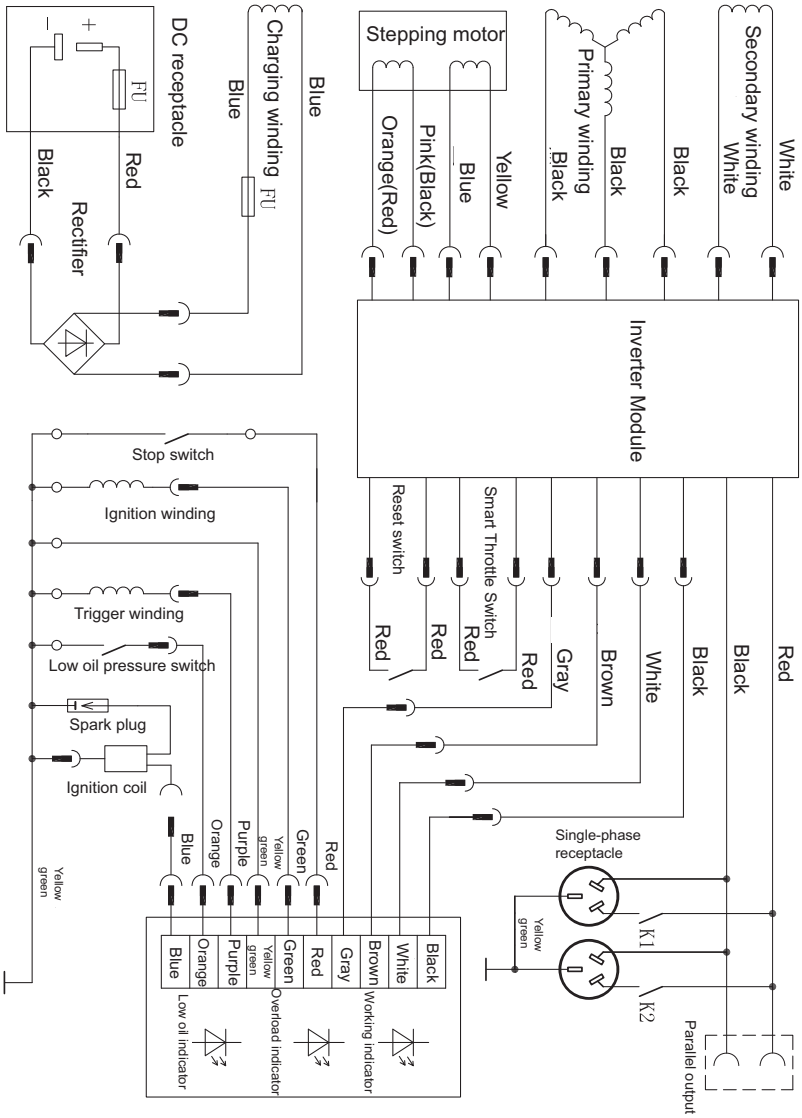 DC receptacle
−
+
FU
Black
Red
Rectifier
Charging winding
Blue
Blue
FU
Stepping motor
Orange(Red)
Pink(Black)
Blue
Yellow
Primary winding
Black
Black
Black
Secondary winding
White
White
Inverter Module
Stop switch
Ignition winding
Trigger winding
Low oil pressure switch
Spark plug
Ignition coil
Yellow
green
Reset switch
Smart Throttle Switch
Red
Red
Red
Red
Gray
Brown
White
Black
Black
Red
Single-phase
receptacle
Yellow
green
K1
K2
Parallel output
Blue
Orange
Purple
Yellow
green
Green
Red
Blue
Orange
Purple
Yellow
green
Green
Red
Gray
Brown
White
Black
Low oil indicator
Overload indicator
Working indicator